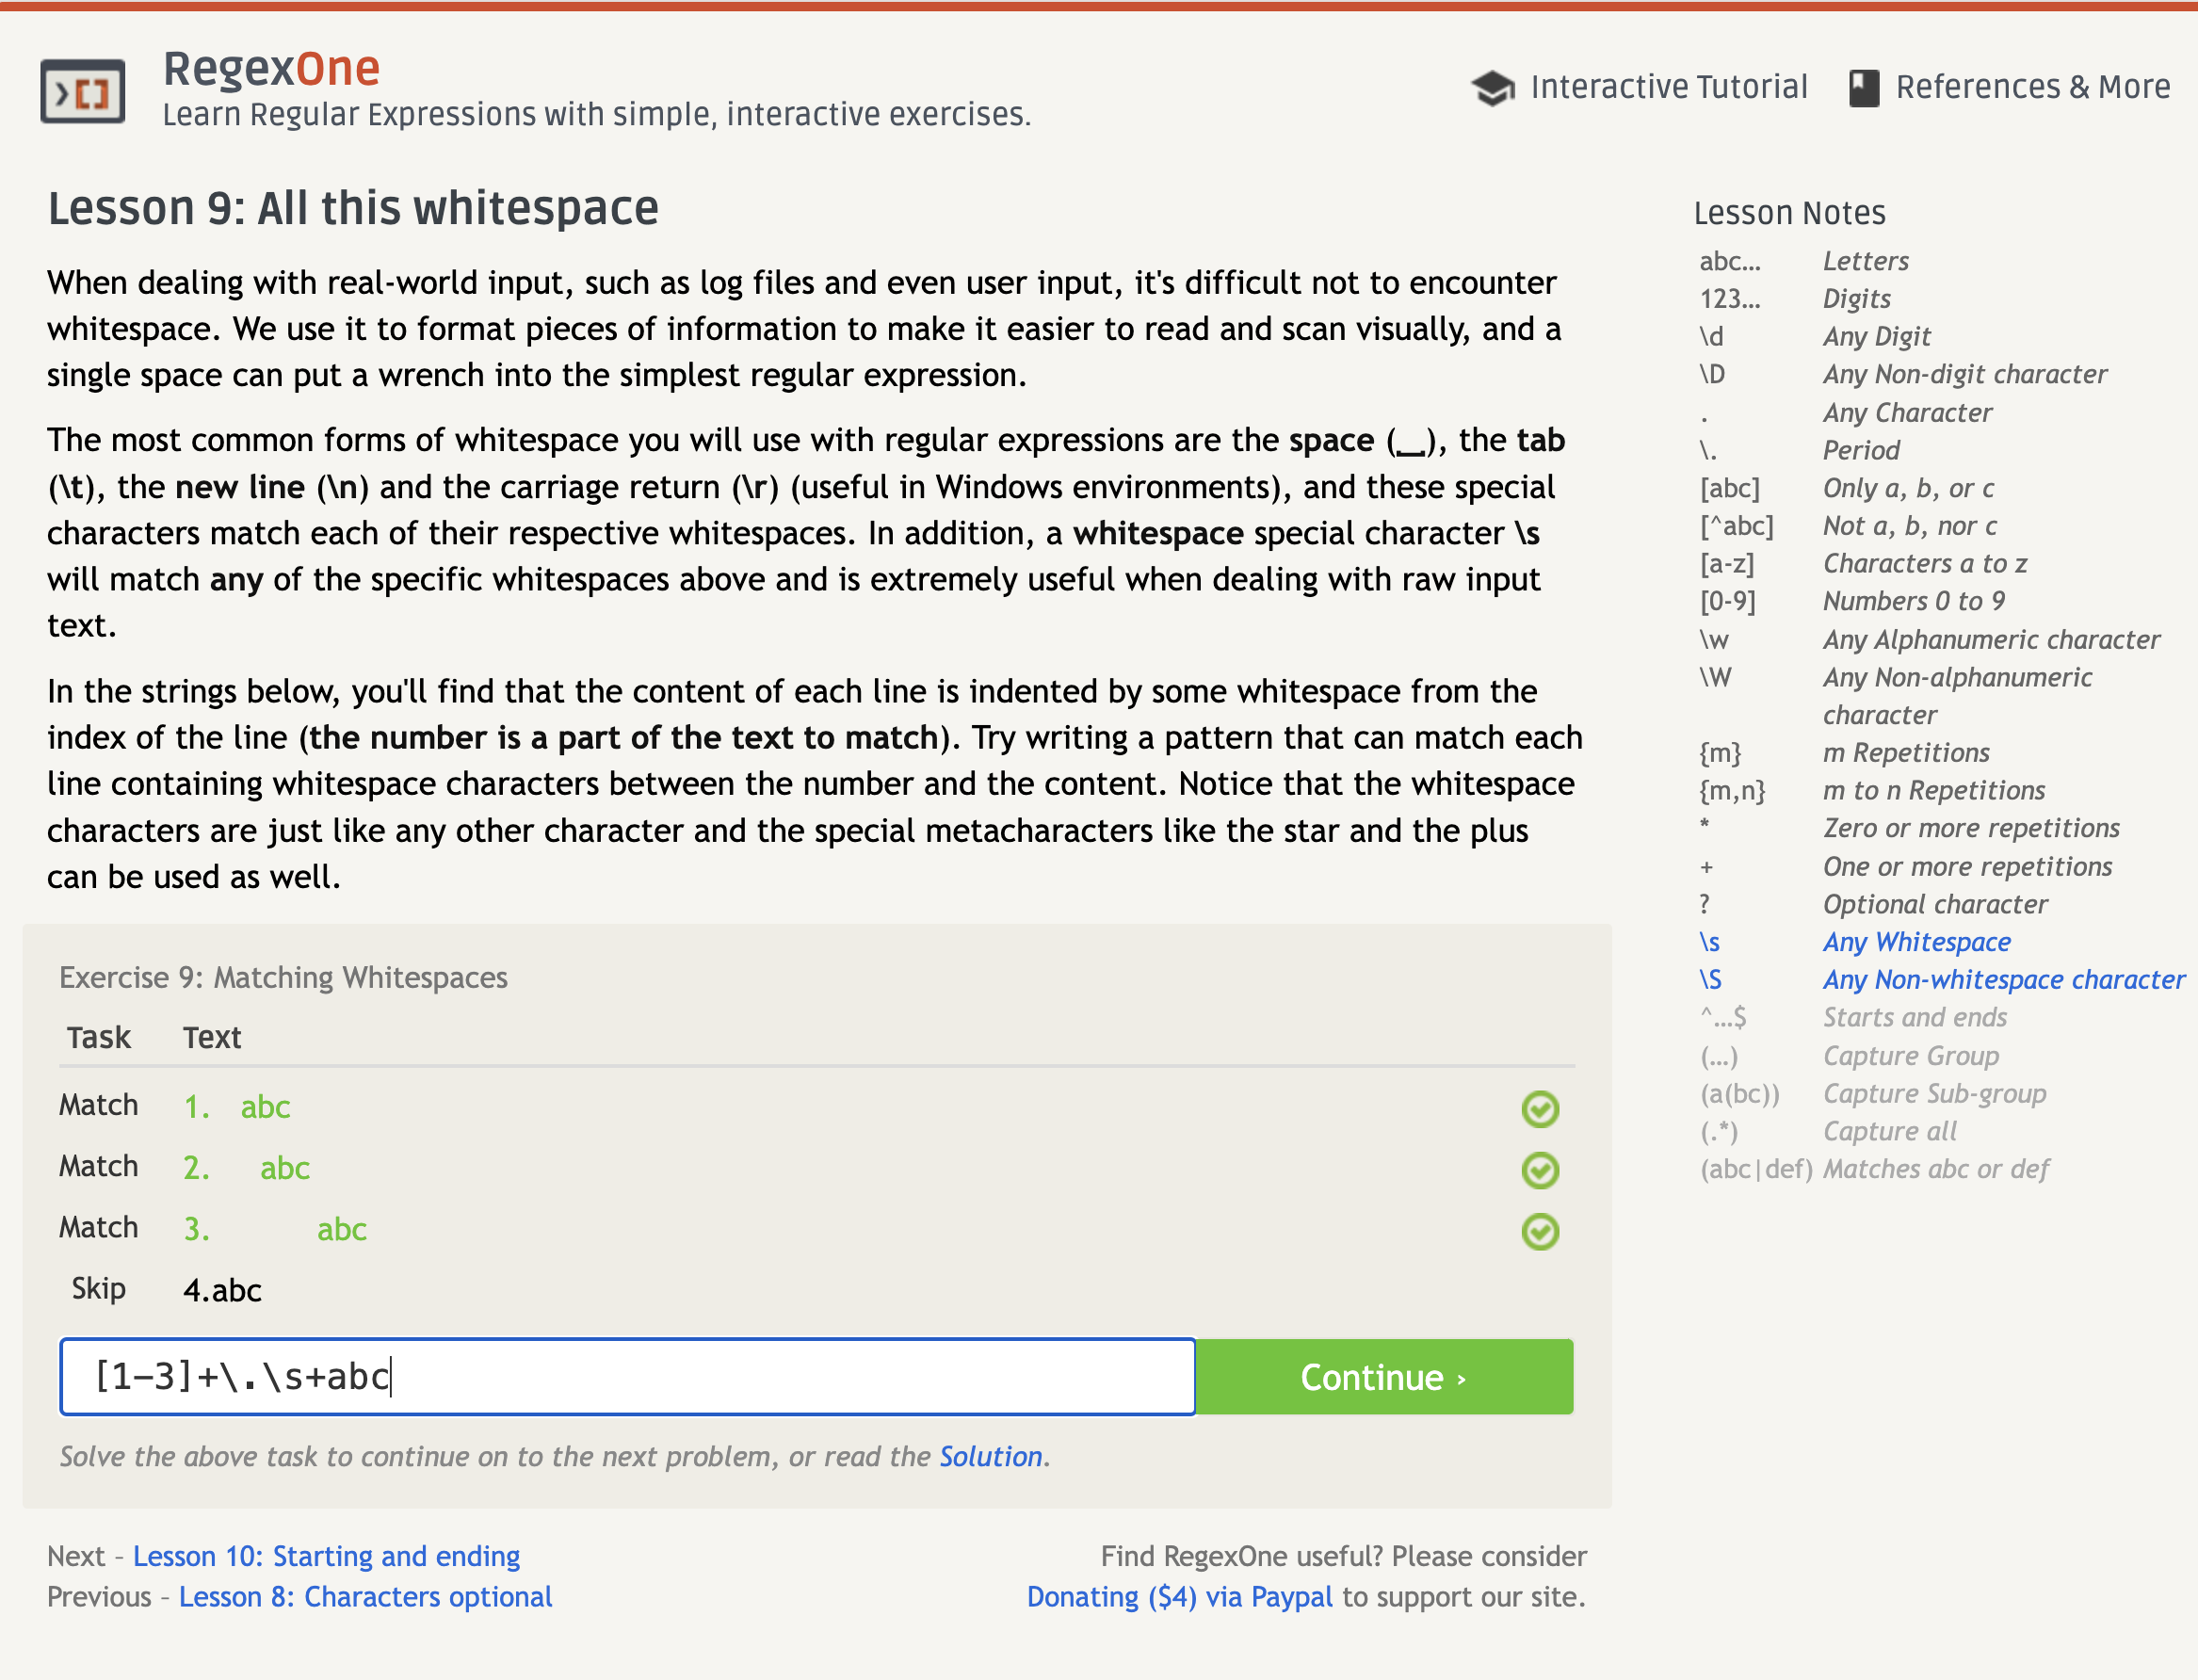 RegexOne
Learn Regular Expressions with simple, interactive exercises.
Interactive Tutorial
References & More
Lesson 9: All this whitespace
When dealing with real-world input, such as log files and even user input, it's difficult not to encounter
whitespace. We use it to format pieces of information to make it easier to read and scan visually, and a
single space can put a wrench into the simplest regular expression.
The most common forms of whitespace you will use with regular expressions are the space (␣), the tab
(\t), the new line (\n) and the carriage return (\r) (useful in Windows environments), and these special
characters match each of their respective whitespaces. In addition, a whitespace special character \s
will match any of the specific whitespaces above and is extremely useful when dealing with raw input
text.
In the strings below, you'll find that the content of each line is indented by some whitespace from the
index of the line (the number is a part of the text to match). Try writing a pattern that can match each
line containing whitespace characters between the number and the content. Notice that the whitespace
characters are just like any other character and the special metacharacters like the star and the plus
can be used as well.
Exercise 9: Matching Whitespaces
Task Text
Match 1.   abc
Match 2.     abc
Match 3.           abc
Skip 4.abc
[1-3]+\.\s+abc
Continue ›
Solve the above task to continue on to the next problem, or read the Solution.
Next – Lesson 10: Starting and ending
Previous – Lesson 8: Characters optional
Find RegexOne useful? Please consider
Donating ($4) via Paypal to support our site.
Lesson Notes
abc… Letters
123… Digits
\d Any Digit
\D Any Non-digit character
. Any Character
\. Period
[abc] Only a, b, or c
[^abc] Not a, b, nor c
[a-z] Characters a to z
[0-9] Numbers 0 to 9
\w Any Alphanumeric character
\W Any Non-alphanumeric
character
{m} m Repetitions
{m,n} m to n Repetitions
* Zero or more repetitions
+ One or more repetitions
? Optional character
\s Any Whitespace
\S Any Non-whitespace character
^…$ Starts and ends
(…) Capture Group
(a(bc)) Capture Sub-group
(.*) Capture all
(abc|def) Matches abc or def